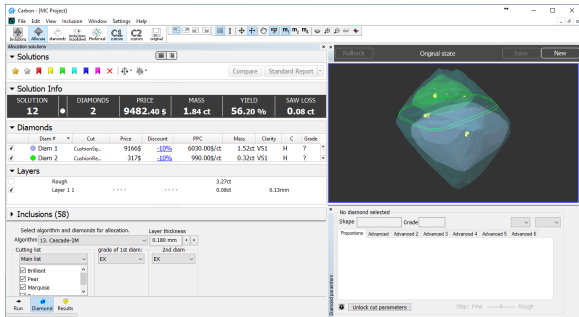 Carbon - [MC Project]
File Edit View Inclusion Window Settings Help
Inclusions Allocate diamonds Preformal C1 custom C2 custom original
Allocation solutions
Solutions
Compare Standard Report
Solution Info
SOLUTION DIAMONDS PRICE MASS YIELD SAW LOSS
12 2 9482.40 $ 1.84 ct 56.20 % 0.08 ct
Diamonds
Diam # Cut Price Discount PPC Mass Clarity C Grade
Diam 1 CushionSq... 9166$ -10% 6030.00$/ct 1.52ct VS1 H ?
Diam 2 CushionRe... 317$ -10% 990.00$/ct 0.32ct VS1 H ?
Layers
Rough 3.27ct
Layer 1 1 - - - - - - - - 0.08ct 0.13mm
Inclusions (58)
Select algorithm and diamonds for allocation. Layer thickness
Algorithm 13. Cascade-2M 0.180 mm
Cutting list grade of 1st diam: 2nd diam
Main list EX EX
Brilliant
Pear
Marquise
Run Diamond Results
Rollback Original state Save New
No diamond selected
Shape Grade
Proportions Advanced Advanced 2 Advanced 3 Advanced 4 Advanced 5 Advanced 6
Diamond parameters
Unlock cut parameters Step: Fine Rough